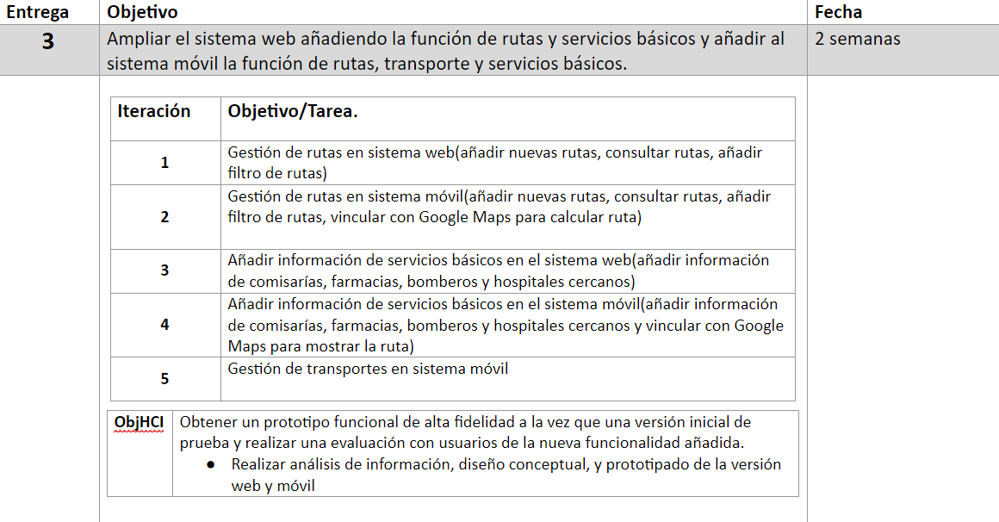 Entrega Objetivo Fecha
3 Ampliar el sistema web añadiendo la función de rutas y servicios básicos y añadir al 2 semanas
sistema móvil la función de rutas, transporte y servicios básicos.
Iteración Objetivo/Tarea.
1 Gestión de rutas en sistema web(añadir nuevas rutas, consultar rutas, añadir
filtro de rutas)
2 Gestión de rutas en sistema móvil(añadir nuevas rutas, consultar rutas, añadir
filtro de rutas, vincular con Google Maps para calcular ruta)
3 Añadir información de servicios básicos en el sistema web(añadir información
de comisarías, farmacias, bomberos y hospitales cercanos)
4 Añadir información de servicios básicos en el sistema móvil(añadir información
de comisarías, farmacias, bomberos y hospitales cercanos y vincular con Google
Maps para mostrar la ruta)
5 Gestión de transportes en sistema móvil
ObjHCI Obtener un prototipo funcional de alta fidelidad a la vez que una versión inicial de
prueba y realizar una evaluación con usuarios de la nueva funcionalidad añadida.
● Realizar análisis de información, diseño conceptual, y prototipado de la versión
web y móvil